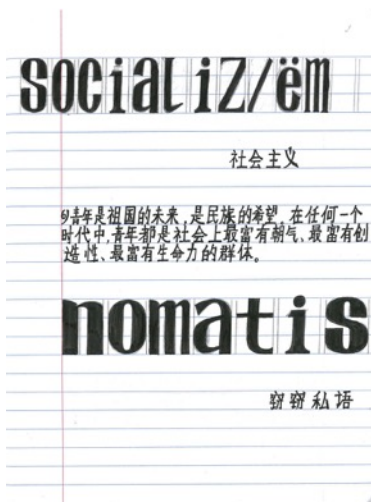 socializ/ëm
社会主义
青年是祖国的未来,是民族的希望。在任何一个
时代中,青年都是社会上最富有朝气、最富有创
造性、最富有生命力的群体。
nomatis
窃窃私语